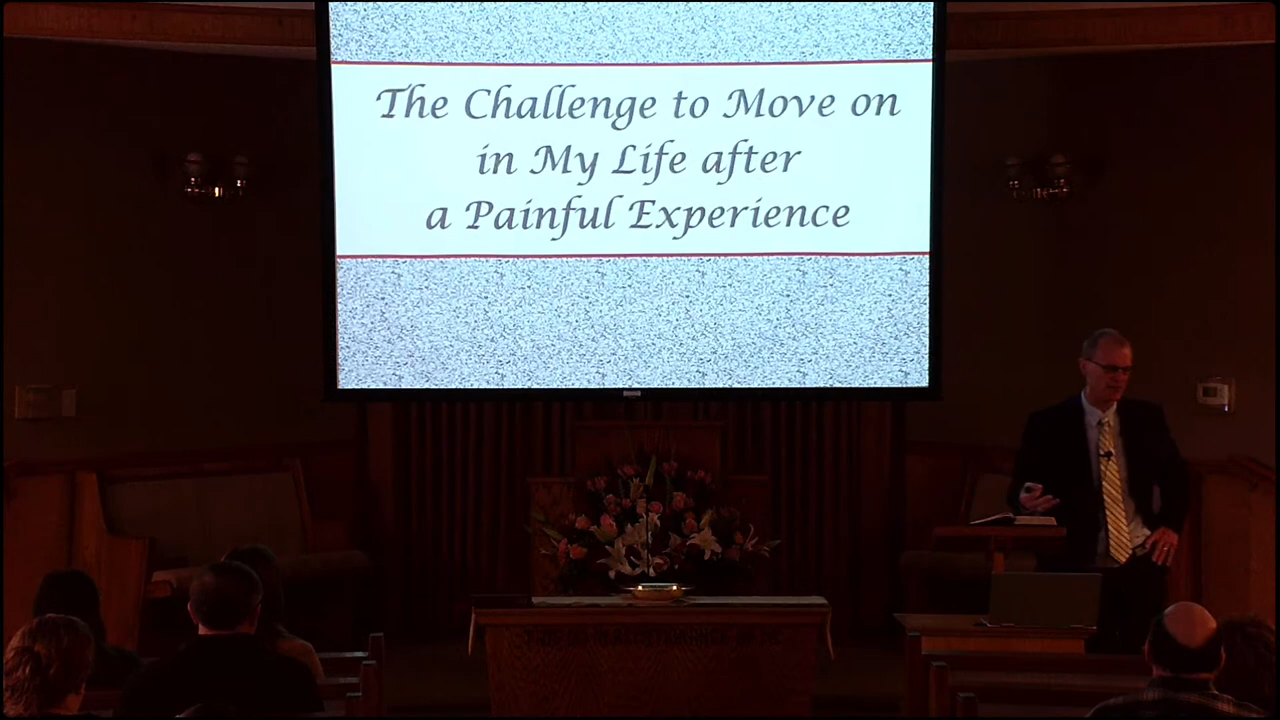 The Challenge to Move on
in My Life after
a Painful Experience